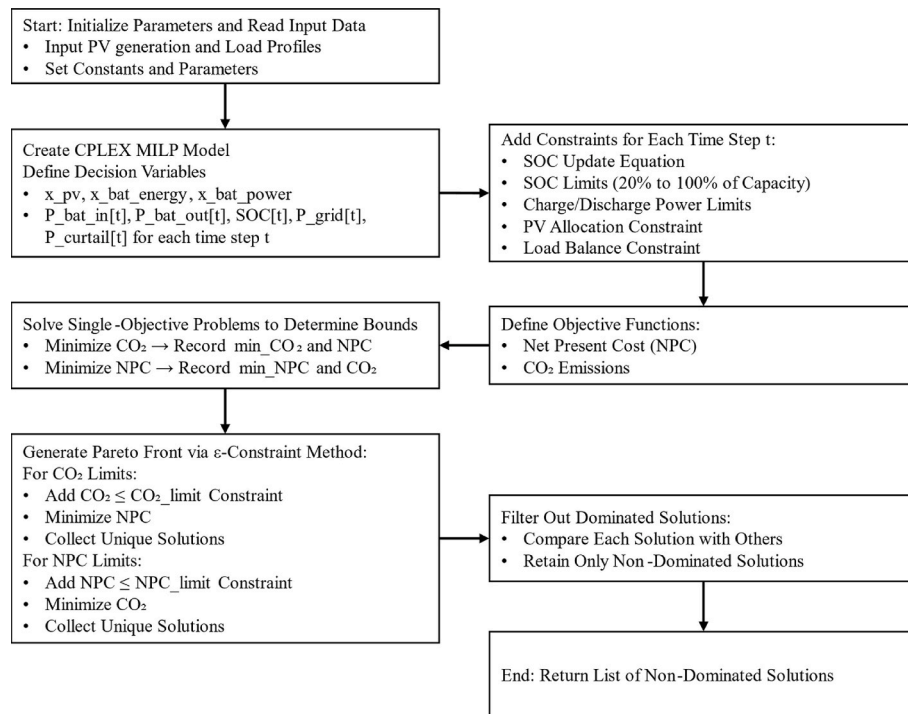 Start: Initialize Parameters and Read Input Data
• Input PV generation and Load Profiles
• Set Constants and Parameters
Create CPLEX MILP Model
Define Decision Variables
• x_pv, x_bat_energy, x_bat_power
• P_bat_in[t], P_bat_out[t], SOC[t], P_grid[t],
P_curtail[t] for each time step t
Add Constraints for Each Time Step t:
• SOC Update Equation
• SOC Limits (20% to 100% of Capacity)
• Charge/Discharge Power Limits
• PV Allocation Constraint
• Load Balance Constraint
Define Objective Functions:
• Net Present Cost (NPC)
• CO₂ Emissions
Solve Single-Objective Problems to Determine Bounds
• Minimize CO₂ → Record min_CO₂ and NPC
• Minimize NPC → Record min_NPC and CO₂
Generate Pareto Front via ε-Constraint Method:
For CO₂ Limits:
• Add CO₂ ≤ CO₂_limit Constraint
• Minimize NPC
• Collect Unique Solutions
For NPC Limits:
• Add NPC ≤ NPC_limit Constraint
• Minimize CO₂
• Collect Unique Solutions
Filter Out Dominated Solutions:
• Compare Each Solution with Others
• Retain Only Non-Dominated Solutions
End: Return List of Non-Dominated Solutions